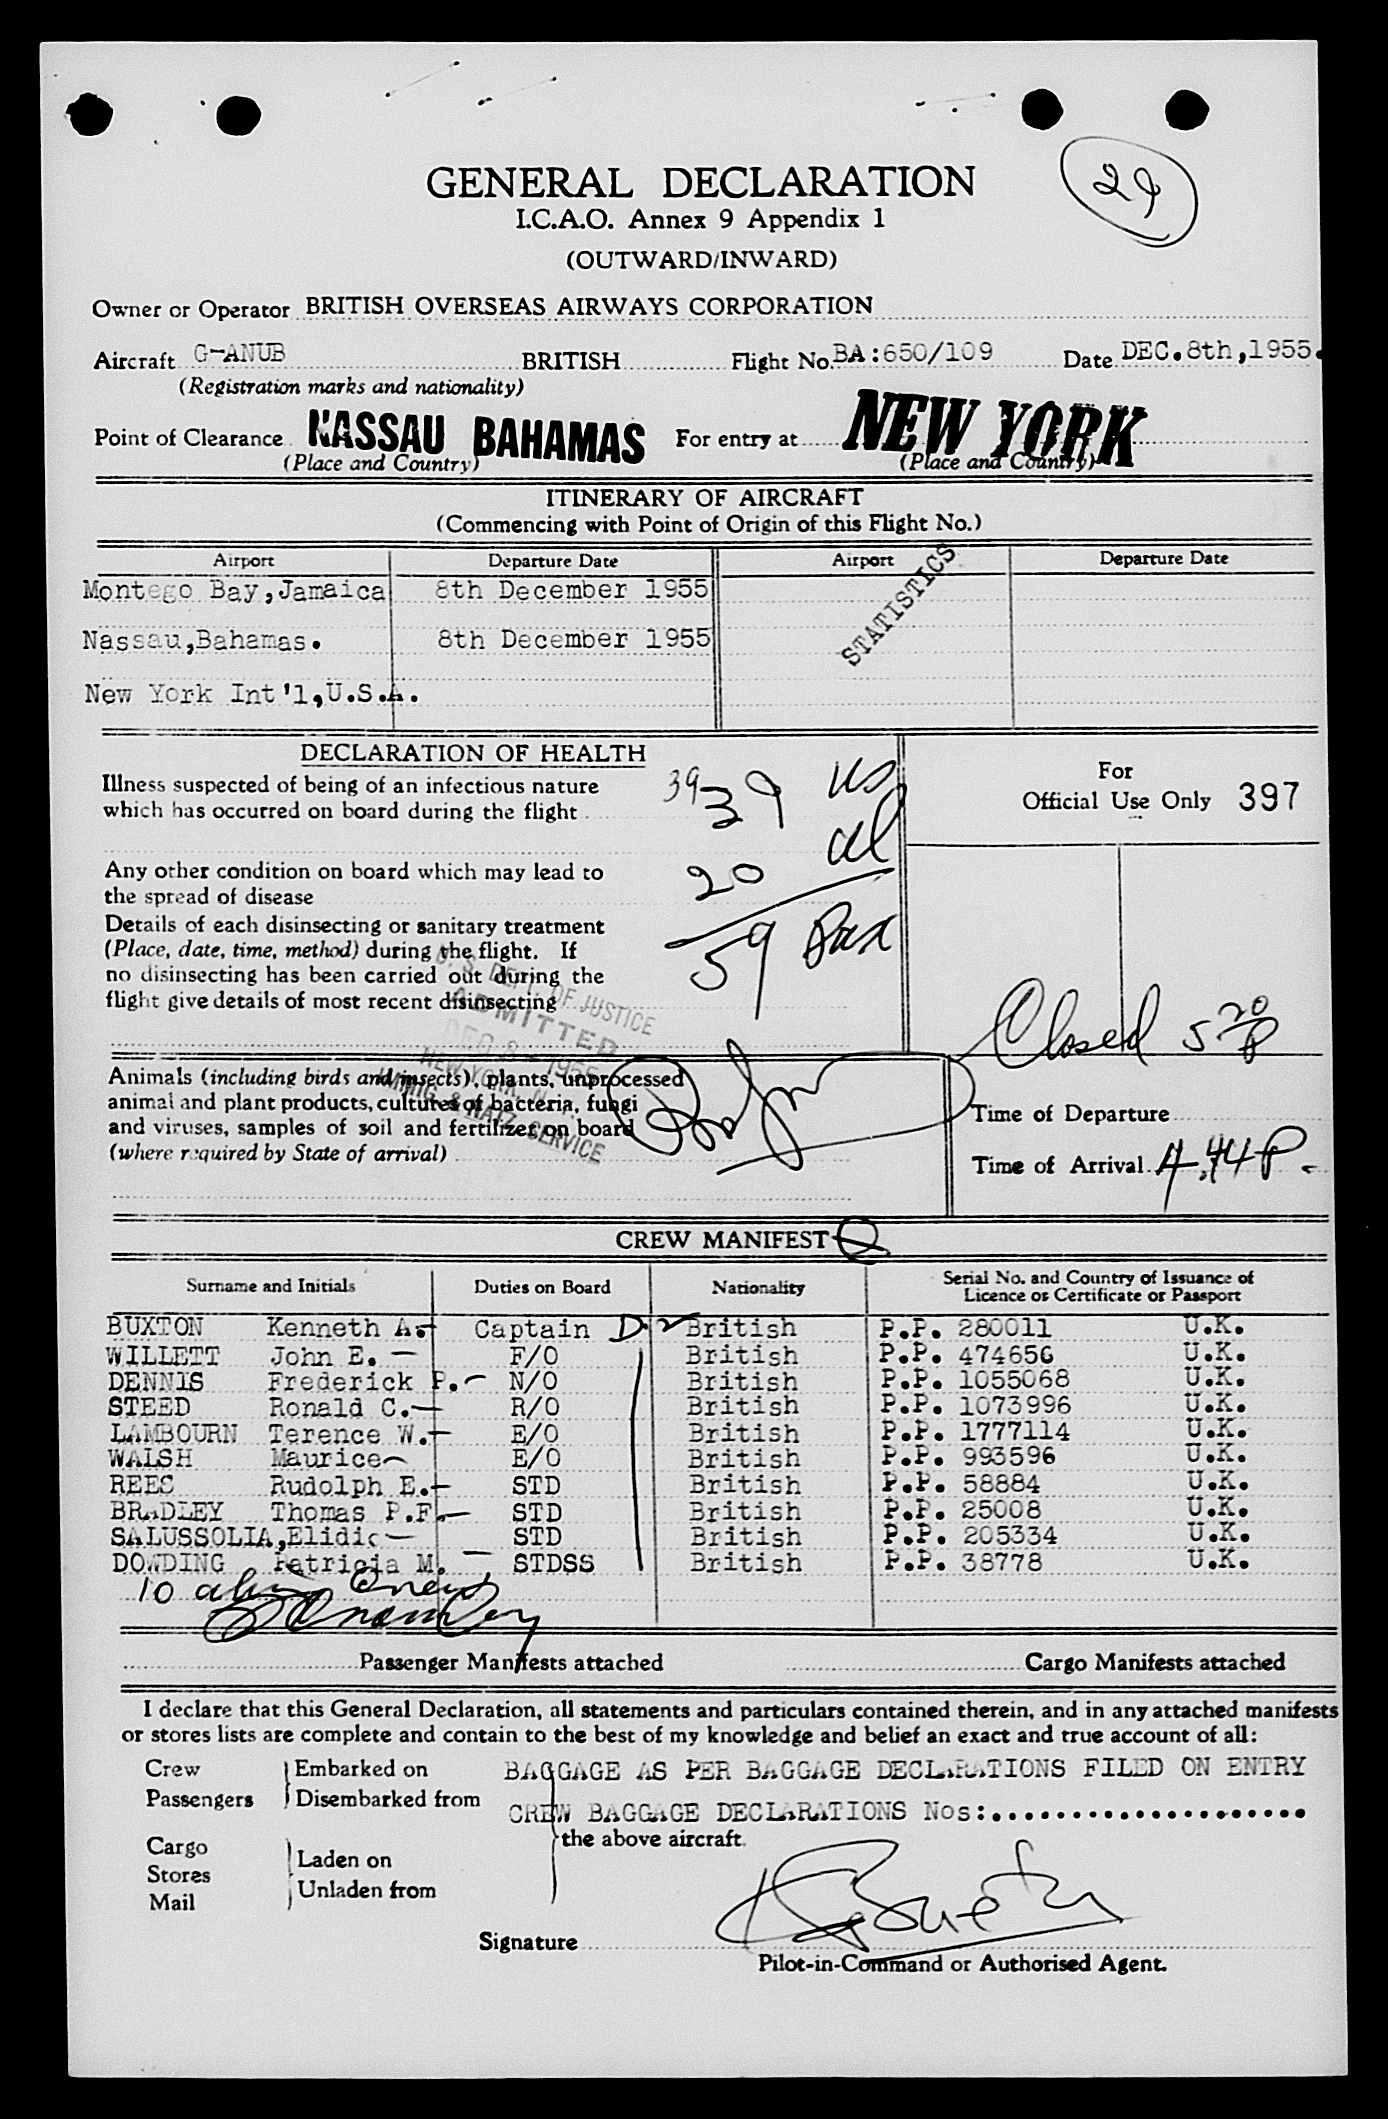 29
GENERAL DECLARATION
I.C.A.O. Annex 9 Appendix 1
(OUTWARD/INWARD)
Owner or Operator BRITISH OVERSEAS AIRWAYS CORPORATION
Aircraft G-ANUB BRITISH Flight No. BA:650/109 Date DEC.8th,1955.
(Registration marks and nationality)
Point of Clearance NASSAU BAHAMAS For entry at NEW YORK
(Place and Country) (Place and Country)
ITINERARY OF AIRCRAFT
(Commencing with Point of Origin of this Flight No.)
Airport Departure Date Airport Departure Date
STATISTICS
Montego Bay,Jamaica 8th December 1955
Nassau,Bahamas. 8th December 1955
New York Int'l,U.S.A.
DECLARATION OF HEALTH
Illness suspected of being of an infectious nature
which has occurred on board during the flight
39 39 US
20 al
59 Pax
For
Official Use Only 397
Any other condition on board which may lead to
the spread of disease
Details of each disinsecting or sanitary treatment
(Place, date, time, method) during the flight. If
no disinsecting has been carried out during the
flight give details of most recent disinsecting
U. S. DEPT. OF JUSTICE
ADMITTED
DEC 8 - 1955
NEW YORK, N. Y.
IMMIG. & NATZ. SERVICE
Closed 5 20 P
Animals (including birds and insects), plants, unprocessed
animal and plant products, cultures of bacteria, fungi
and viruses, samples of soil and fertilizer on board
(where required by State of arrival)
Time of Departure
Time of Arrival 4.44 P.
CREW MANIFEST
Surname and Initials Duties on Board Nationality Serial No. and Country of Issuance of
Licence or Certificate or Passport
BUXTON Kenneth A. Captain D British P.P. 280011 U.K.
WILLETT John E. F/O British P.P. 474656 U.K.
DENNIS Frederick P. N/O British P.P. 1055068 U.K.
STEED Ronald C. R/O British P.P. 1073996 U.K.
LAMBOURN Terence W. E/O British P.P. 1777114 U.K.
WALSH Maurice E/O British P.P. 993596 U.K.
REES Rudolph E. STD British P.P. 58884 U.K.
BRADLEY Thomas P.F. STD British P.P. 25008 U.K.
SALUSSOLIA,Elidio STD British P.P. 205334 U.K.
DOWDING Patricia M. STDSS British P.P. 38778 U.K.
10 alien Crew
Passenger Manifests attached Cargo Manifests attached
I declare that this General Declaration, all statements and particulars contained therein, and in any attached manifests
or stores lists are complete and contain to the best of my knowledge and belief an exact and true account of all:
Crew Embarked on BAGGAGE AS PER BAGGAGE DECLARATIONS FILED ON ENTRY
Passengers Disembarked from CREW BAGGAGE DECLARATIONS Nos:....................
the above aircraft.
Cargo
Stores Laden on
Mail Unladen from
Signature
Pilot-in-Command or Authorised Agent.